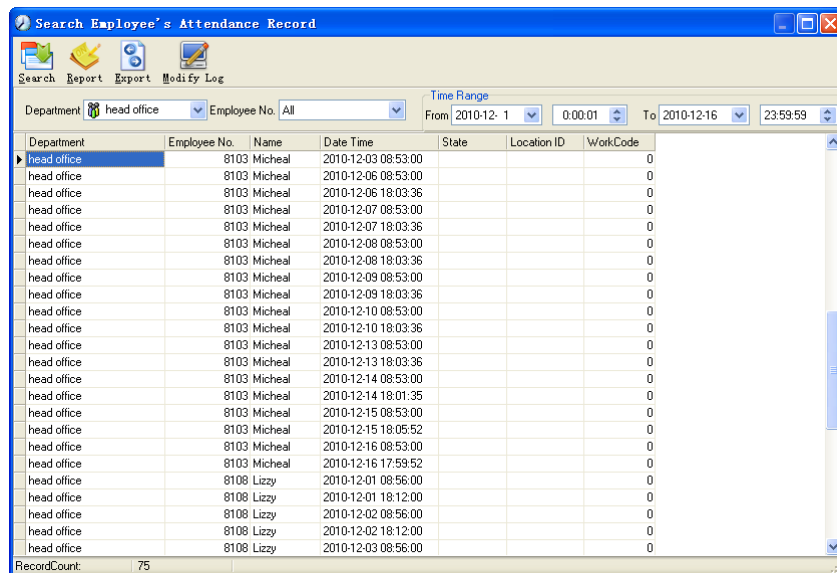 Search Employee's Attendance Record
Search Report Export Modify Log
Time Range
Department head office Employee No. All From 2010-12- 1 0:00:01 To 2010-12-16 23:59:59
Department Employee No. Name Date Time State Location ID WorkCode
head office 8103 Micheal 2010-12-03 08:53:00 0
head office 8103 Micheal 2010-12-06 08:53:00 0
head office 8103 Micheal 2010-12-06 18:03:36 0
head office 8103 Micheal 2010-12-07 08:53:00 0
head office 8103 Micheal 2010-12-07 18:03:36 0
head office 8103 Micheal 2010-12-08 08:53:00 0
head office 8103 Micheal 2010-12-08 18:03:36 0
head office 8103 Micheal 2010-12-09 08:53:00 0
head office 8103 Micheal 2010-12-09 18:03:36 0
head office 8103 Micheal 2010-12-10 08:53:00 0
head office 8103 Micheal 2010-12-10 18:03:36 0
head office 8103 Micheal 2010-12-13 08:53:00 0
head office 8103 Micheal 2010-12-13 18:03:36 0
head office 8103 Micheal 2010-12-14 08:53:00 0
head office 8103 Micheal 2010-12-14 18:01:35 0
head office 8103 Micheal 2010-12-15 08:53:00 0
head office 8103 Micheal 2010-12-15 18:05:52 0
head office 8103 Micheal 2010-12-16 08:53:00 0
head office 8103 Micheal 2010-12-16 17:59:52 0
head office 8108 Lizzy 2010-12-01 08:56:00 0
head office 8108 Lizzy 2010-12-01 18:12:00 0
head office 8108 Lizzy 2010-12-02 08:56:00 0
head office 8108 Lizzy 2010-12-02 18:12:00 0
head office 8108 Lizzy 2010-12-03 08:56:00 0
RecordCount: 75